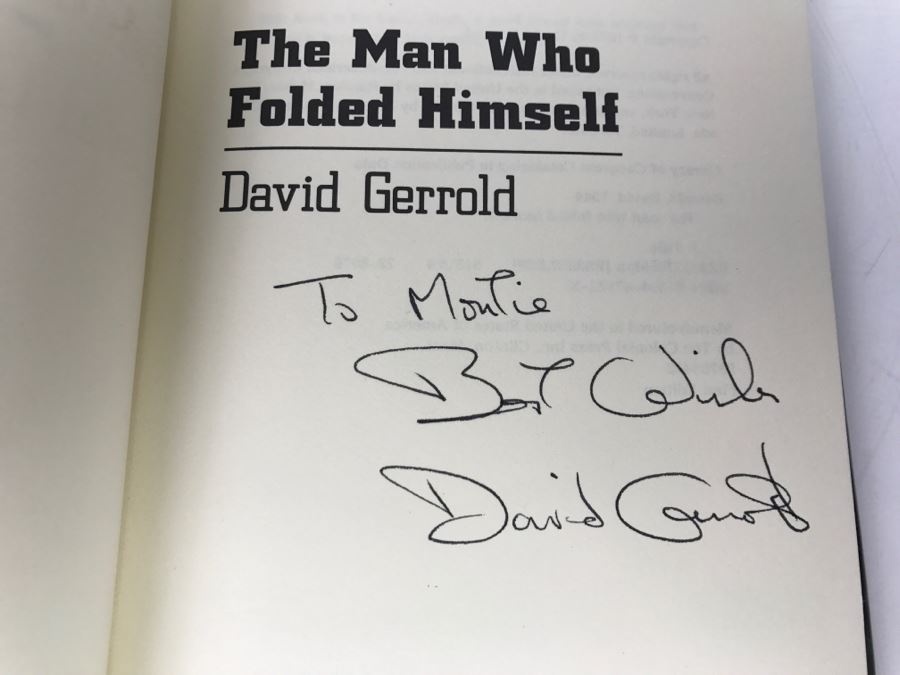 The Man Who
Folded Himself
David Gerrold
To Montie
Best Wishes
David Gerrold